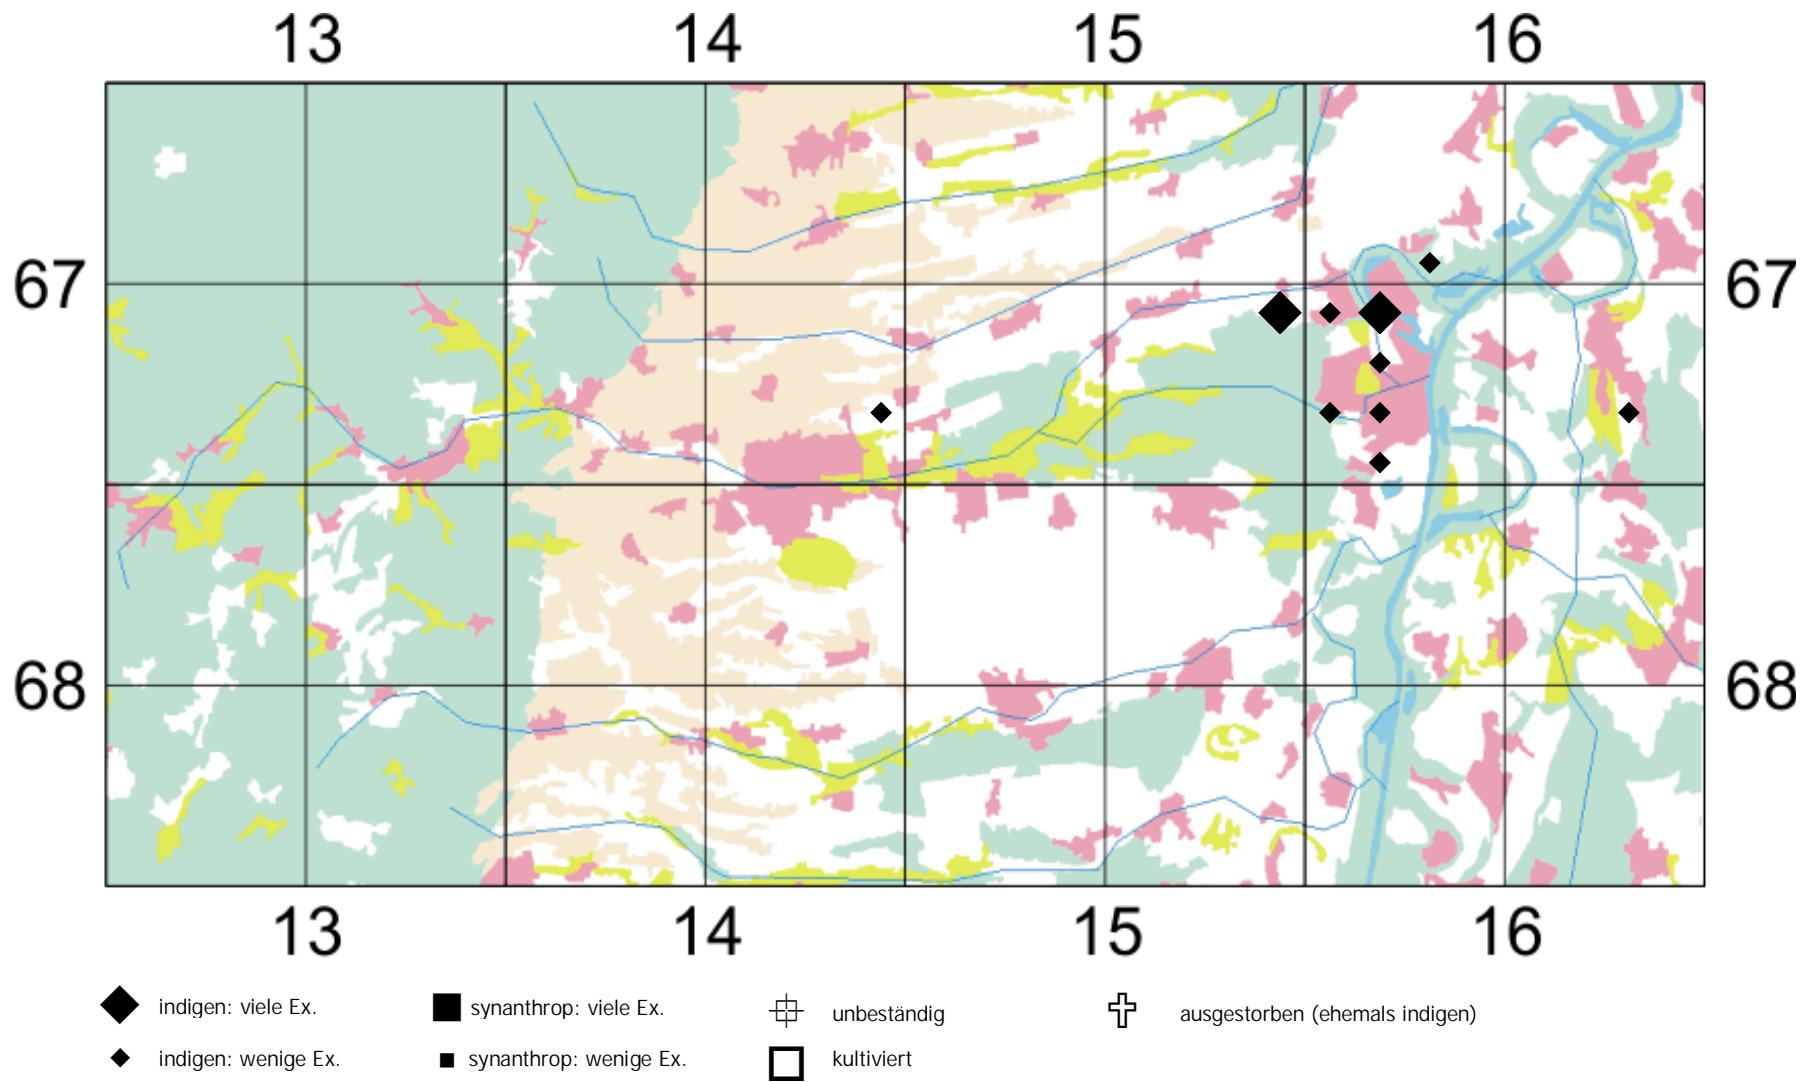 13 14 15 16
67 67
68 68
13 14 15 16
indigen: viele Ex. synanthrop: viele Ex. unbeständig ausgestorben (ehemals indigen)
indigen: wenige Ex. synanthrop: wenige Ex. kultiviert